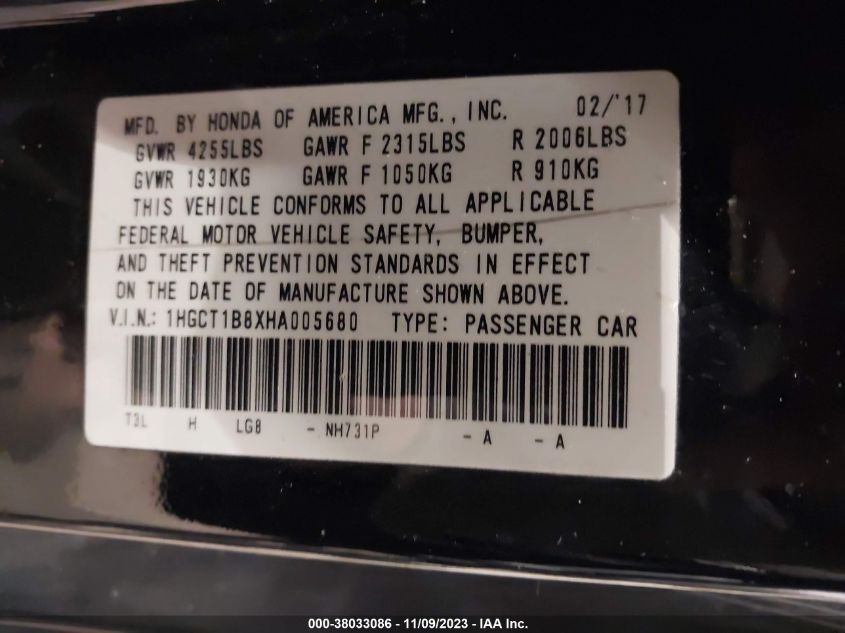 MFD. BY HONDA OF AMERICA MFG., INC. 02/'17
GVWR 4255LBS GAWR F 2315LBS R 2006LBS
GVWR 1930KG GAWR F 1050KG R 910KG
THIS VEHICLE CONFORMS TO ALL APPLICABLE
FEDERAL MOTOR VEHICLE SAFETY, BUMPER,
AND THEFT PREVENTION STANDARDS IN EFFECT
ON THE DATE OF MANUFACTURE SHOWN ABOVE.
V.I.N.: 1HGCT1B8XHA005680 TYPE: PASSENGER CAR
T3L H LG8 - NH731P - A - A
000-38033086 - 11/09/2023 - IAA Inc.